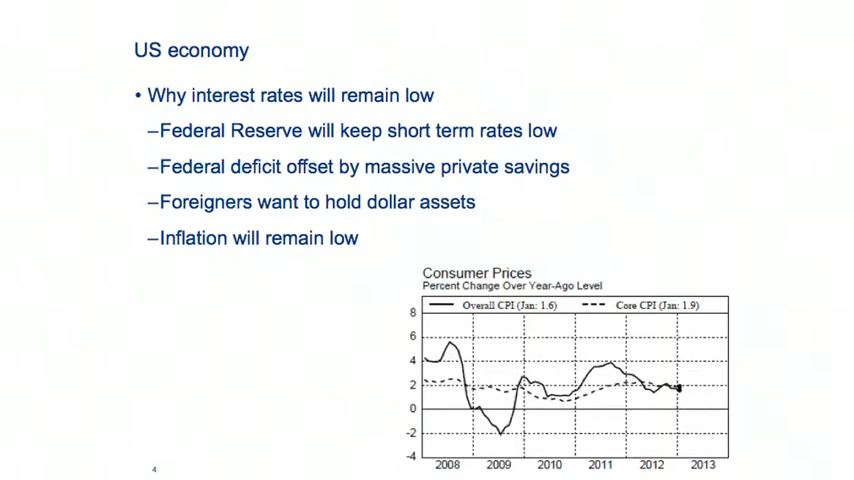 US economy
• Why interest rates will remain low
–Federal Reserve will keep short term rates low
–Federal deficit offset by massive private savings
–Foreigners want to hold dollar assets
–Inflation will remain low
Consumer Prices
Percent Change Over Year-Ago Level
Overall CPI (Jan: 1.6) Core CPI (Jan: 1.9)
8
6
4
2
0
-2
-4
2008 2009 2010 2011 2012 2013
4